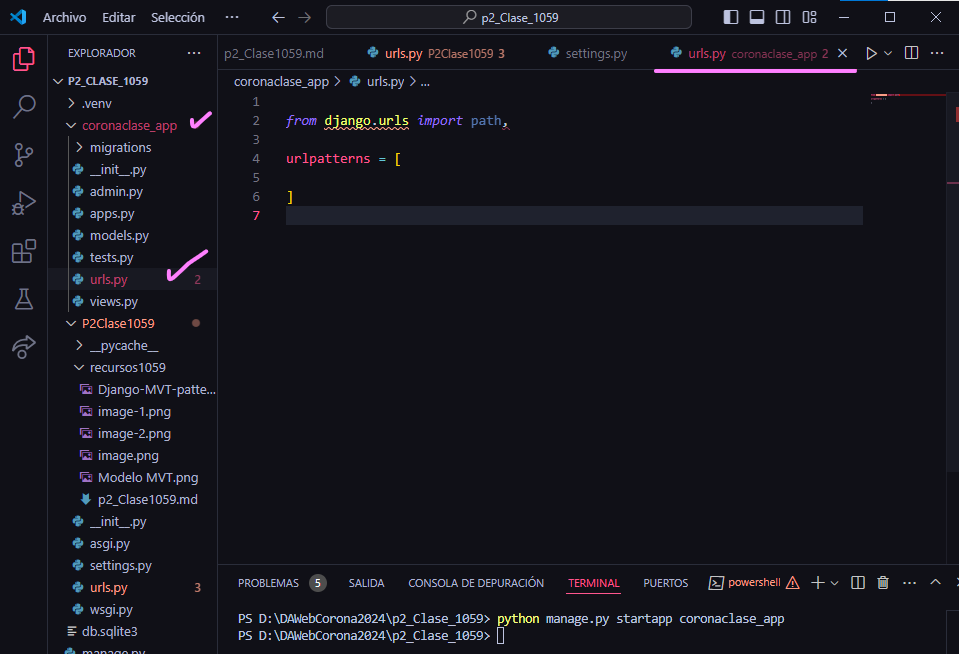 Archivo Editar Selección ··· p2_Clase_1059
EXPLORADOR ···
P2_CLASE_1059
.venv
coronaclase_app
migrations
__init__.py
admin.py
apps.py
models.py
tests.py
urls.py 2
views.py
P2Clase1059
__pycache__
recursos1059
Django-MVT-patte...
image-1.png
image-2.png
image.png
Modelo MVT.png
p2_Clase1059.md
__init__.py
asgi.py
settings.py
urls.py 3
wsgi.py
db.sqlite3
manage.py
p2_Clase1059.md urls.py P2Clase1059 3 settings.py urls.py coronaclase_app 2
coronaclase_app > urls.py > ...
1
2 from django.urls import path,
3
4 urlpatterns = [
5
6 ]
7
PROBLEMAS 5 SALIDA CONSOLA DE DEPURACIÓN TERMINAL PUERTOS powershell ···
PS D:\DAWebCorona2024\p2_Clase_1059> python manage.py startapp coronaclase_app
PS D:\DAWebCorona2024\p2_Clase_1059>